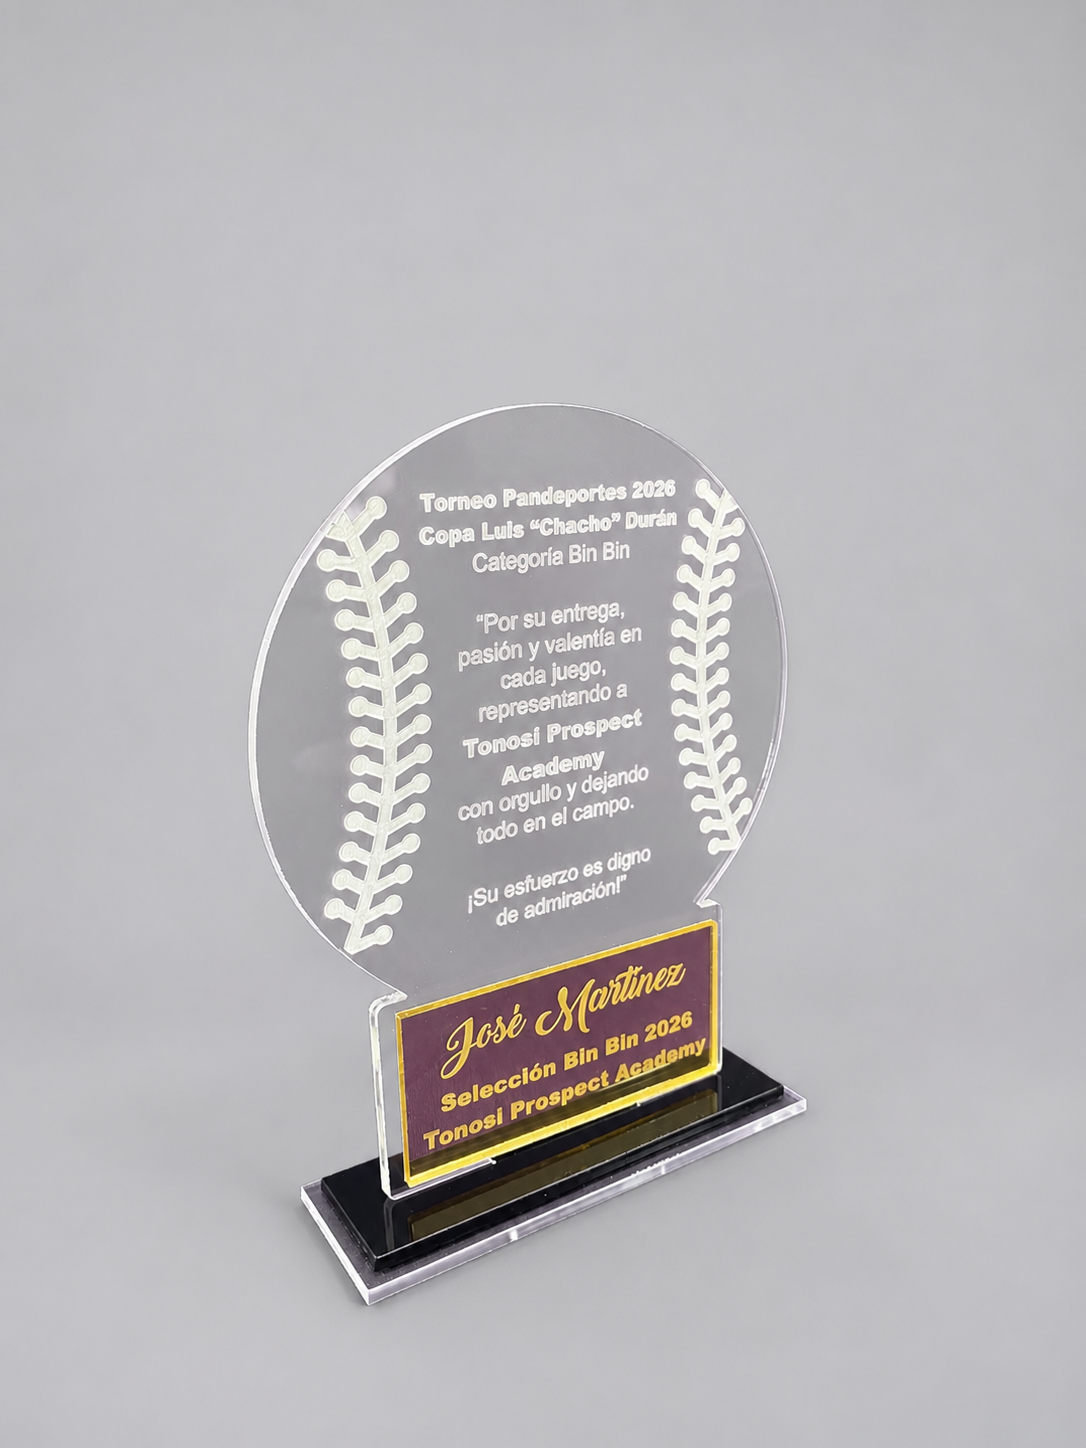 Torneo Pandeportes 2026
Copa Luis “Chacho” Durán
Categoría Bin Bin
“Por su entrega,
pasión y valentía en
cada juego,
representando a
Tonosí Prospect
Academy
con orgullo y dejando
todo en el campo.
¡Su esfuerzo es digno
de admiración!”
José Martínez
Selección Bin Bin 2026
Tonosí Prospect Academy